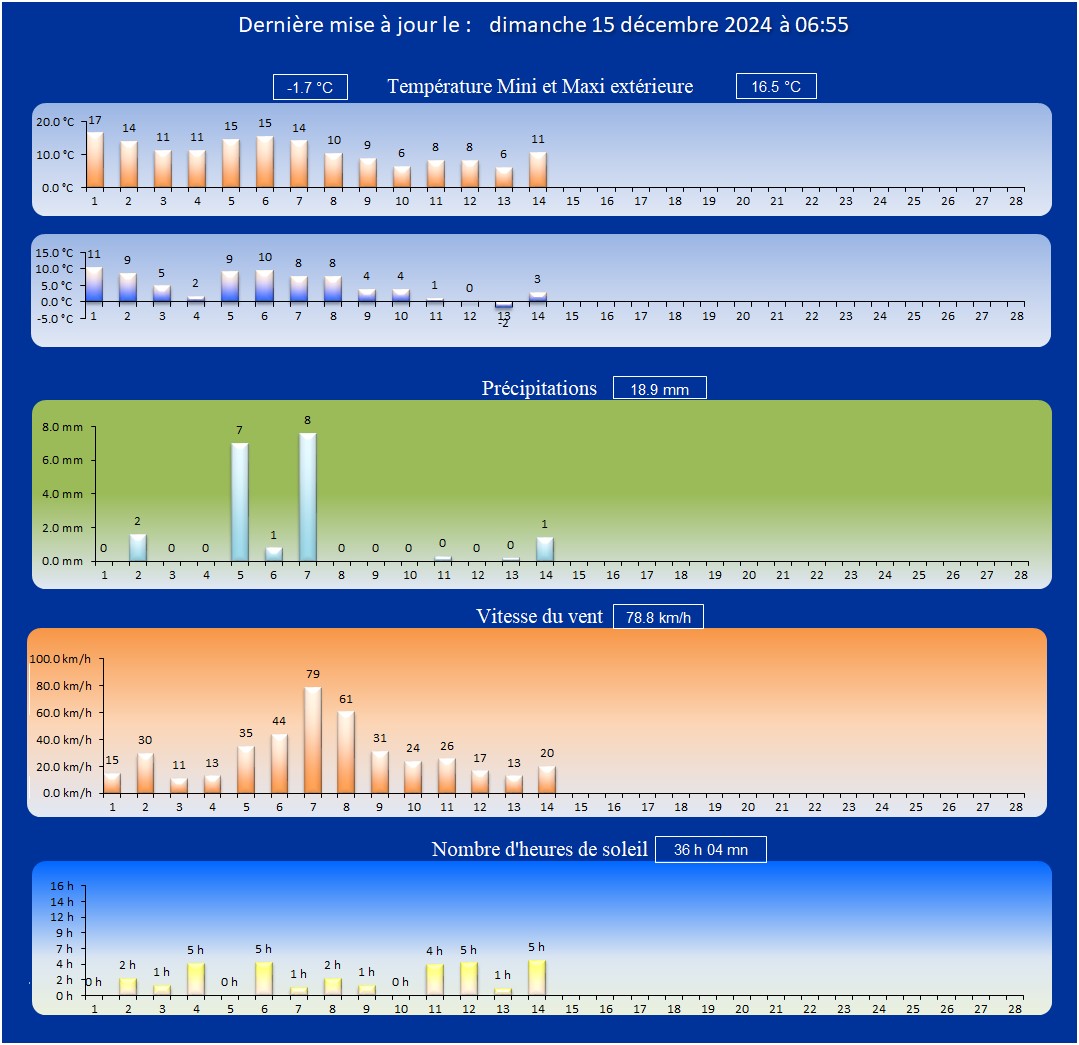 Dernière mise à jour le : dimanche 15 décembre 2024 à 06:55
-1.7 °C Température Mini et Maxi extérieure 16.5 °C
20.0 °C 10.0 °C 0.0 °C
17 14 11 11 15 15 14 10 9 6 8 8 6 11
1 2 3 4 5 6 7 8 9 10 11 12 13 14 15 16 17 18 19 20 21 22 23 24 25 26 27 28
15.0 °C 10.0 °C 5.0 °C 0.0 °C -5.0 °C
11 9 5 2 9 10 8 8 4 4 1 0 -2 3
1 2 3 4 5 6 7 8 9 10 11 12 13 14 15 16 17 18 19 20 21 22 23 24 25 26 27 28
Précipitations 18.9 mm
8.0 mm 6.0 mm 4.0 mm 2.0 mm 0.0 mm
0 2 0 0 7 1 8 0 0 0 0 0 0 1
1 2 3 4 5 6 7 8 9 10 11 12 13 14 15 16 17 18 19 20 21 22 23 24 25 26 27 28
Vitesse du vent 78.8 km/h
100.0 km/h 80.0 km/h 60.0 km/h 40.0 km/h 20.0 km/h 0.0 km/h
15 30 11 13 35 44 79 61 31 24 26 17 13 20
1 2 3 4 5 6 7 8 9 10 11 12 13 14 15 16 17 18 19 20 21 22 23 24 25 26 27 28
Nombre d'heures de soleil 36 h 04 mn
16 h 14 h 12 h 9 h 7 h 4 h 2 h 0 h
0 h 2 h 1 h 5 h 0 h 5 h 1 h 2 h 1 h 0 h 4 h 5 h 1 h 5 h
1 2 3 4 5 6 7 8 9 10 11 12 13 14 15 16 17 18 19 20 21 22 23 24 25 26 27 28